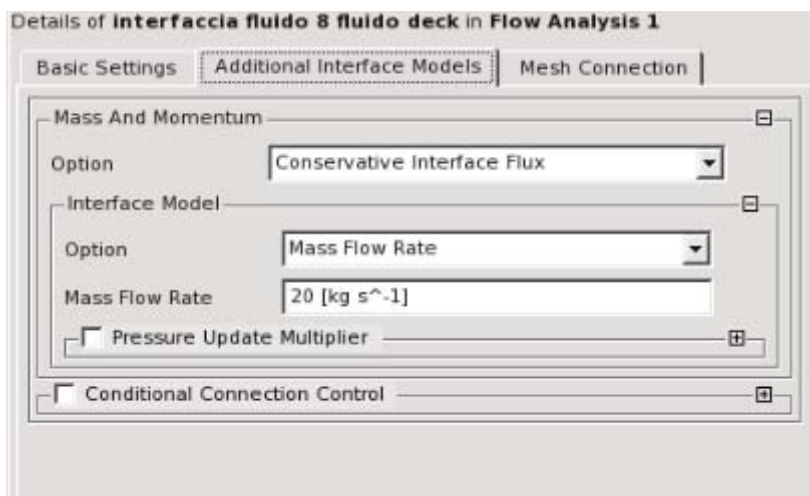 Details of interfaccia fluido 8 fluido deck in Flow Analysis 1
Basic Settings Additional Interface Models Mesh Connection
Mass And Momentum
Option Conservative Interface Flux
Interface Model
Option Mass Flow Rate
Mass Flow Rate 20 [kg s^-1]
Pressure Update Multiplier
Conditional Connection Control